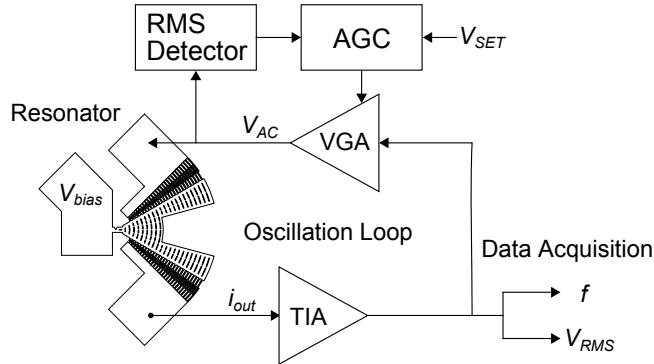 RMS
Detector
AGC
V_SET
Resonator
V_AC
VGA
V_bias
Oscillation Loop
Data Acquisition
i_out
TIA
f
V_RMS